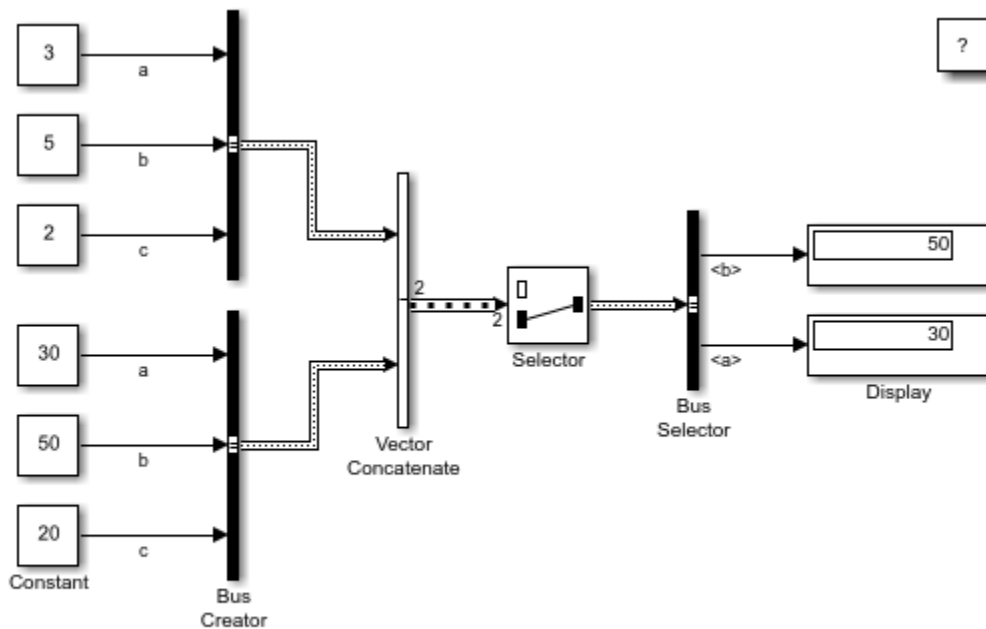 3
a
?
5
b
2
c
2
2
Selector
<b>
50
<a>
30
Display
Bus
Selector
Vector
Concatenate
30
a
50
b
20
c
Constant
Bus
Creator